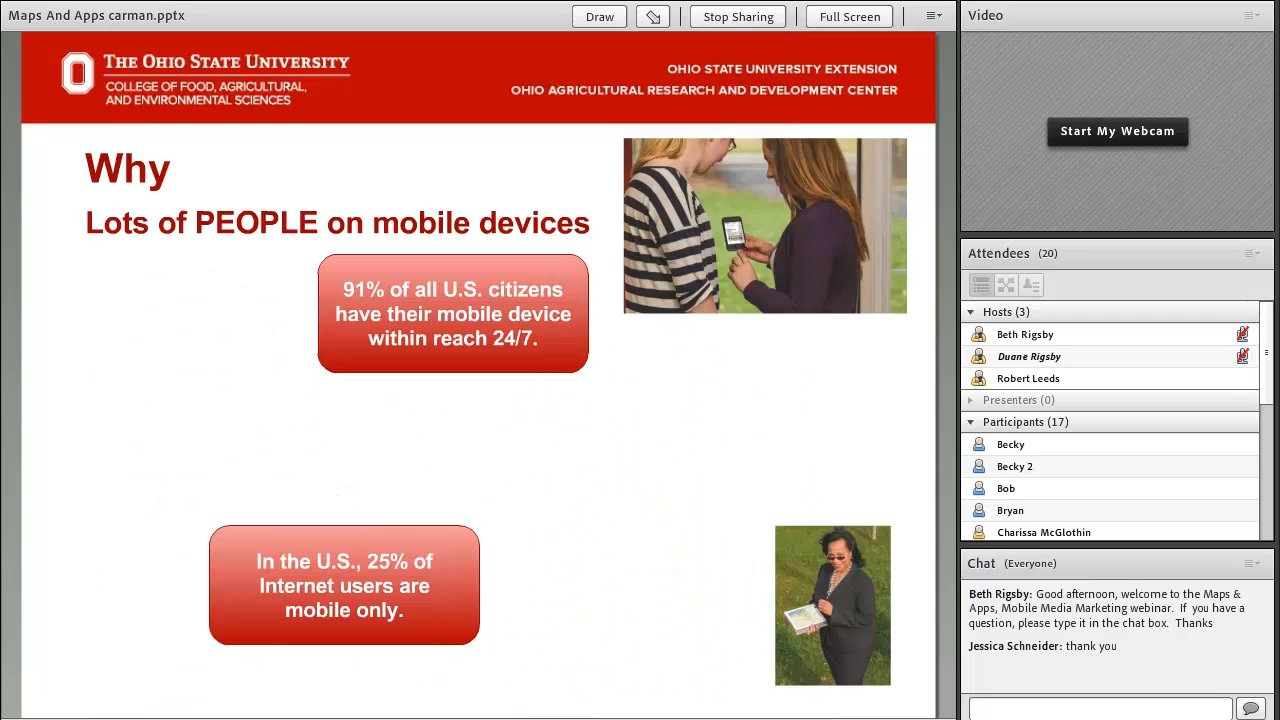 Maps And Apps carman.pptx
Draw
Stop Sharing
Full Screen
THE OHIO STATE UNIVERSITY
COLLEGE OF FOOD, AGRICULTURAL,
AND ENVIRONMENTAL SCIENCES
OHIO STATE UNIVERSITY EXTENSION
OHIO AGRICULTURAL RESEARCH AND DEVELOPMENT CENTER
Why
Lots of PEOPLE on mobile devices
91% of all U.S. citizens
have their mobile device
within reach 24/7.
In the U.S., 25% of
Internet users are
mobile only.
Video
Start My Webcam
Attendees (20)
Hosts (3)
Beth Rigsby
Duane Rigsby
Robert Leeds
Presenters (0)
Participants (17)
Becky
Becky 2
Bob
Bryan
Charissa McGlothin
Chat (Everyone)
Beth Rigsby: Good afternoon, welcome to the Maps &
Apps, Mobile Media Marketing webinar. If you have a
question, please type it in the chat box. Thanks
Jessica Schneider: thank you